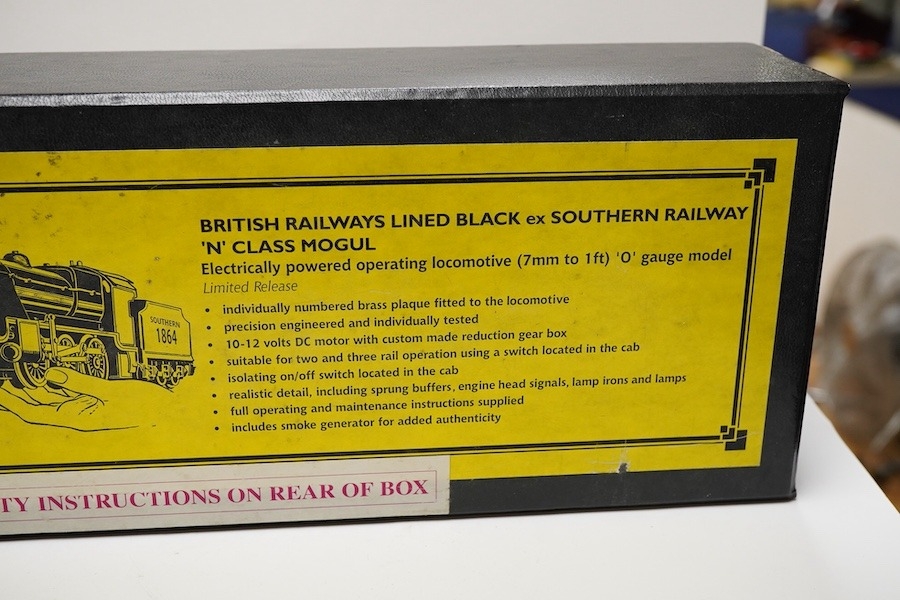 BRITISH RAILWAYS LINED BLACK ex SOUTHERN RAILWAY
'N' CLASS MOGUL
Electrically powered operating locomotive (7mm to 1ft) 'O' gauge model
Limited Release
• individually numbered brass plaque fitted to the locomotive
• precision engineered and individually tested
• 10-12 volts DC motor with custom made reduction gear box
• suitable for two and three rail operation using a switch located in the cab
• isolating on/off switch located in the cab
• realistic detail, including sprung buffers, engine head signals, lamp irons and lamps
• full operating and maintenance instructions supplied
• includes smoke generator for added authenticity
SOUTHERN
1864
TY INSTRUCTIONS ON REAR OF BOX